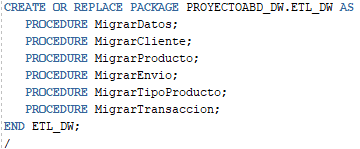 CREATE OR REPLACE PACKAGE PROYECTOABD_DW.ETL_DW AS
PROCEDURE MigrarDatos;
PROCEDURE MigrarCliente;
PROCEDURE MigrarProducto;
PROCEDURE MigrarEnvio;
PROCEDURE MigrarTipoProducto;
PROCEDURE MigrarTransaccion;
END ETL_DW;
/